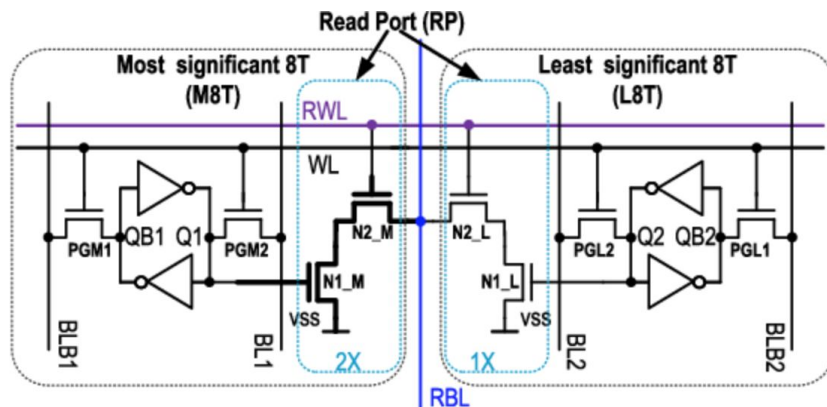 Read Port (RP)
Most significant 8T
(M8T)
Least significant 8T
(L8T)
RWL
WL
PGM1
QB1
Q1
PGM2
N2_M
N1_M
VSS
N2_L
N1_L
VSS
PGL2
Q2
QB2
PGL1
BLB1
BL1
2X
1X
BL2
BLB2
RBL